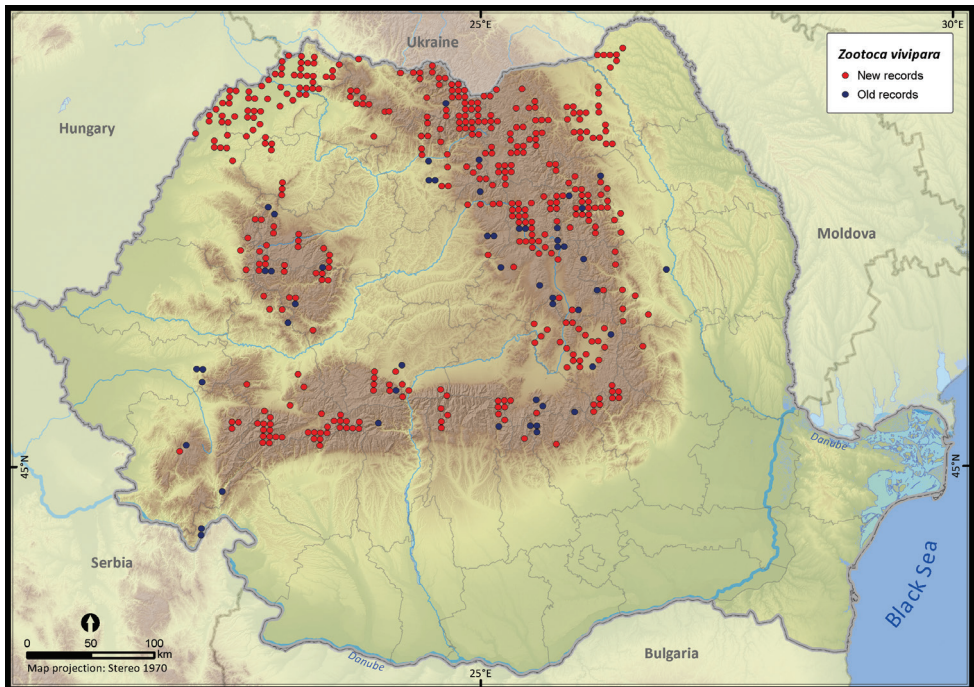 25°E
30°E
Ukraine
Zootoca vivipara
New records
Old records
Hungary
Moldova
45°N
Danube
45°N
Serbia
Black Sea
0 50 100
km
Map projection: Stereo 1970
Danube
Bulgaria
25°E